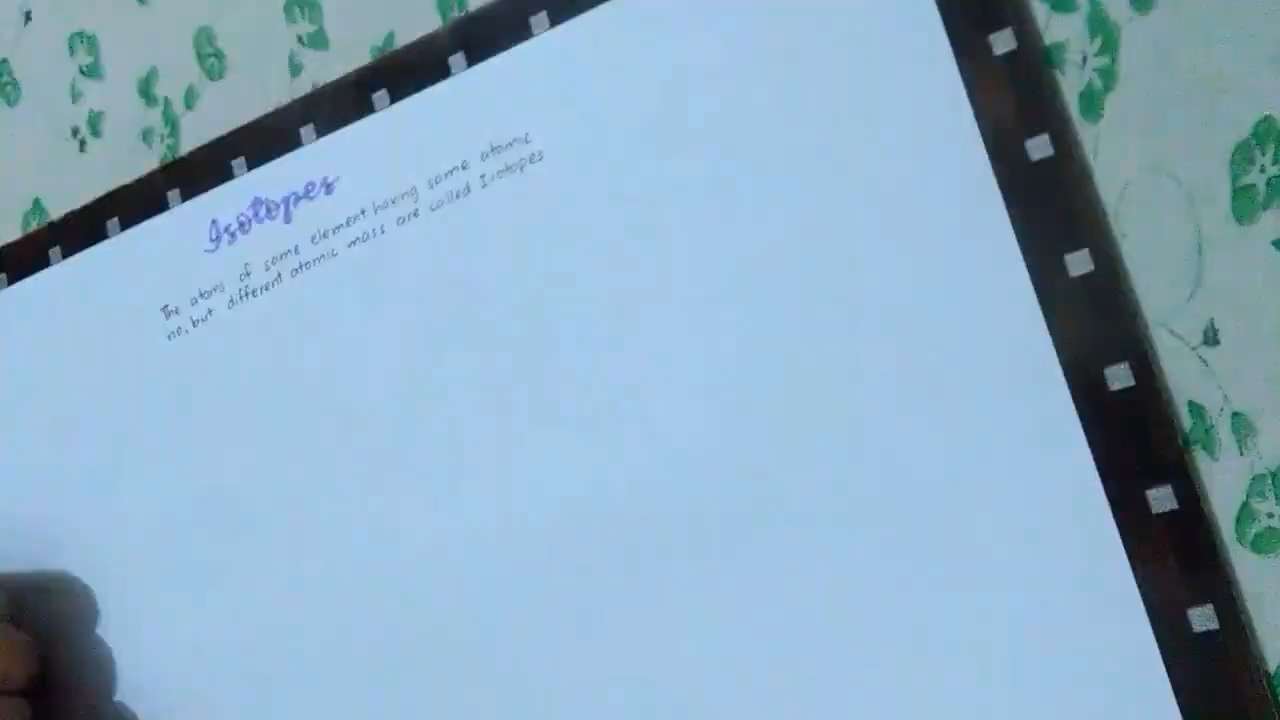 Isotopes
The atoms of same element having same atomic
no, but different atomic mass are called Isotopes